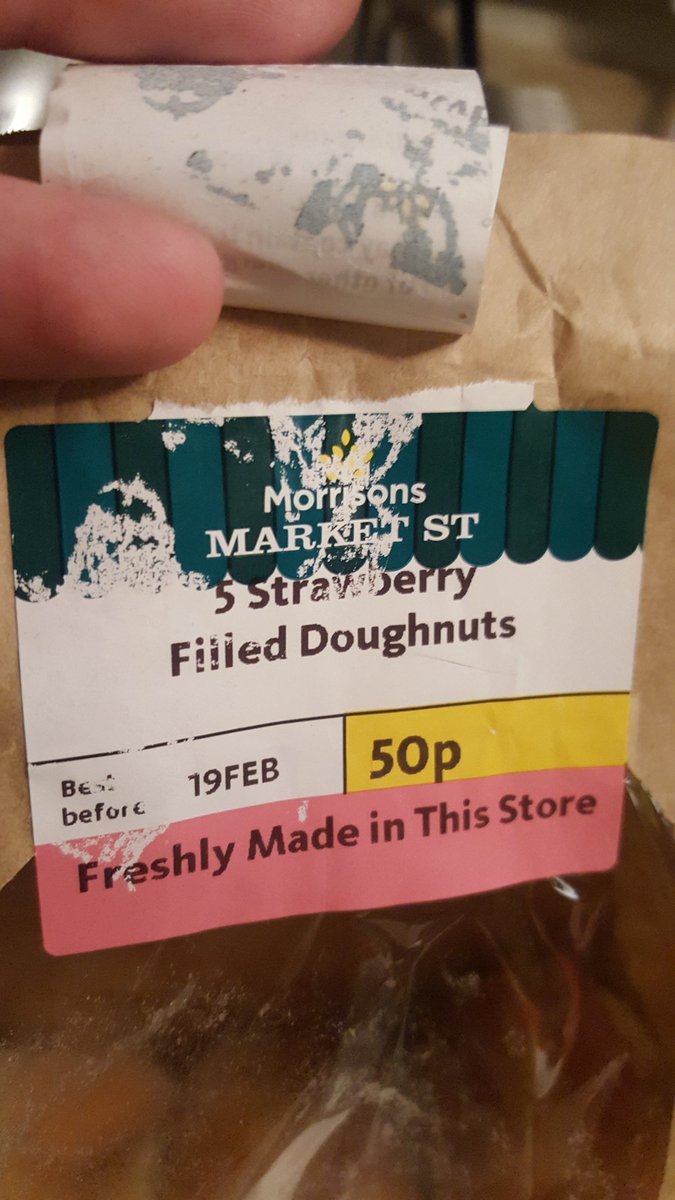 Morrisons
MARKET ST
5 Strawberry
Filled Doughnuts
Best
before
19FEB
50p
Freshly Made in This Store